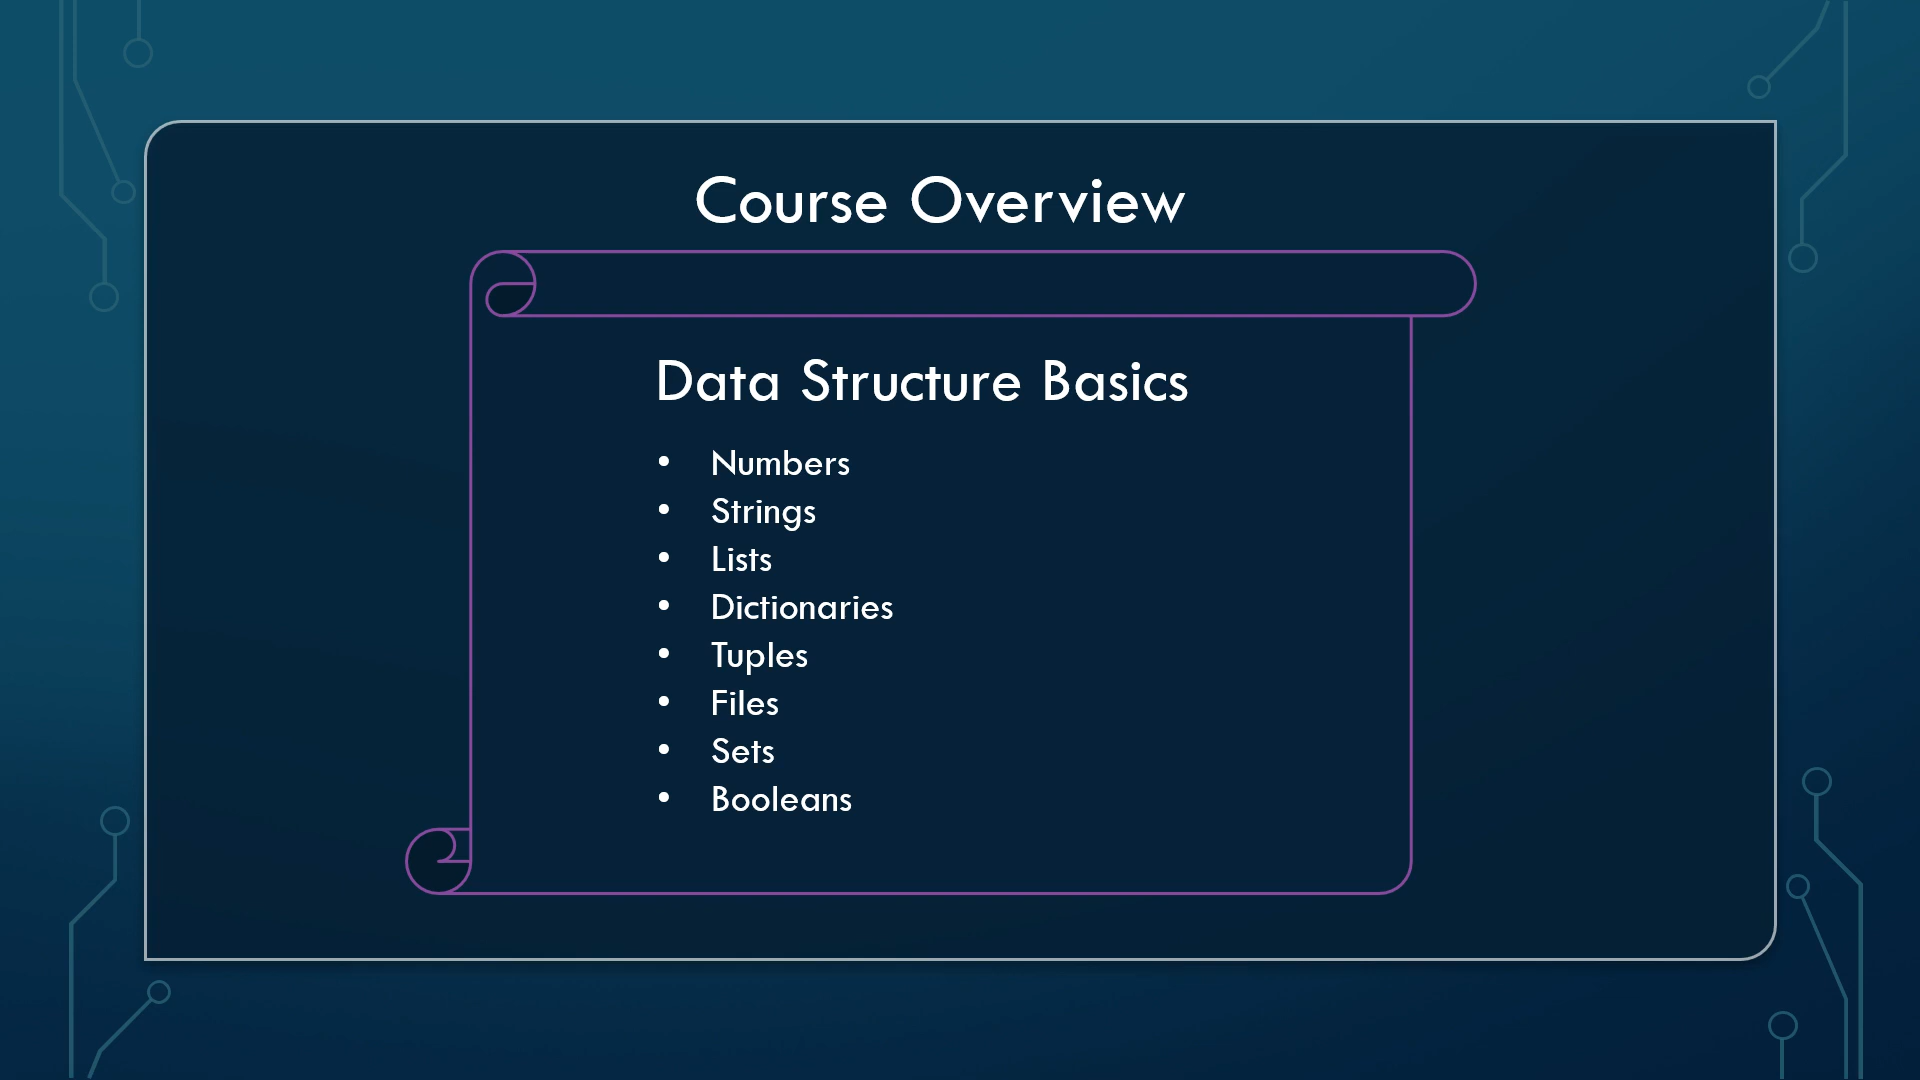 Course Overview
Data Structure Basics
• Numbers
• Strings
• Lists
• Dictionaries
• Tuples
• Files
• Sets
• Booleans